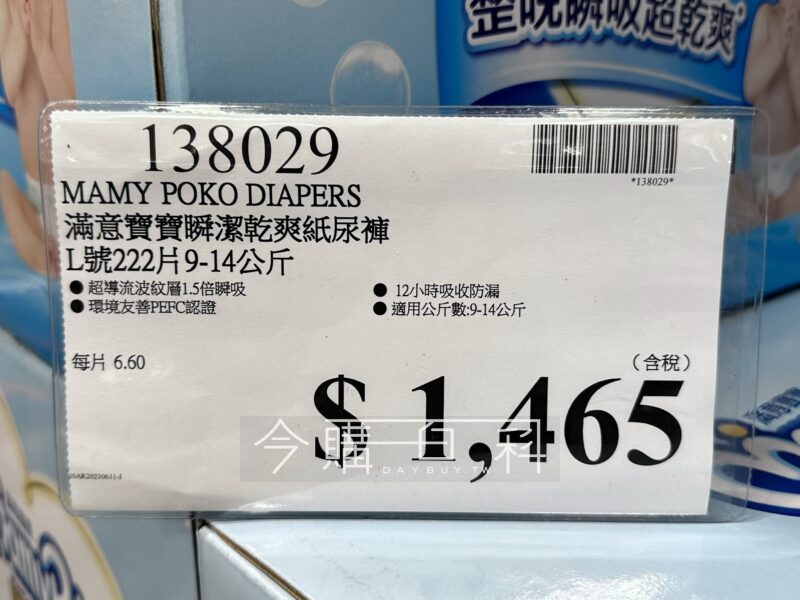 整晚瞬吸超乾爽
138029
*138029*
MAMY POKO DIAPERS
滿意寶寶瞬潔乾爽紙尿褲
L號222片9-14公斤
● 超導流波紋層1.5倍瞬吸
● 12小時吸收防漏
● 環境友善PEFC認證
● 適用公斤數:9-14公斤
每片 6.60
（含稅）
$ 1,465
今購百科
DAYBUY.TW